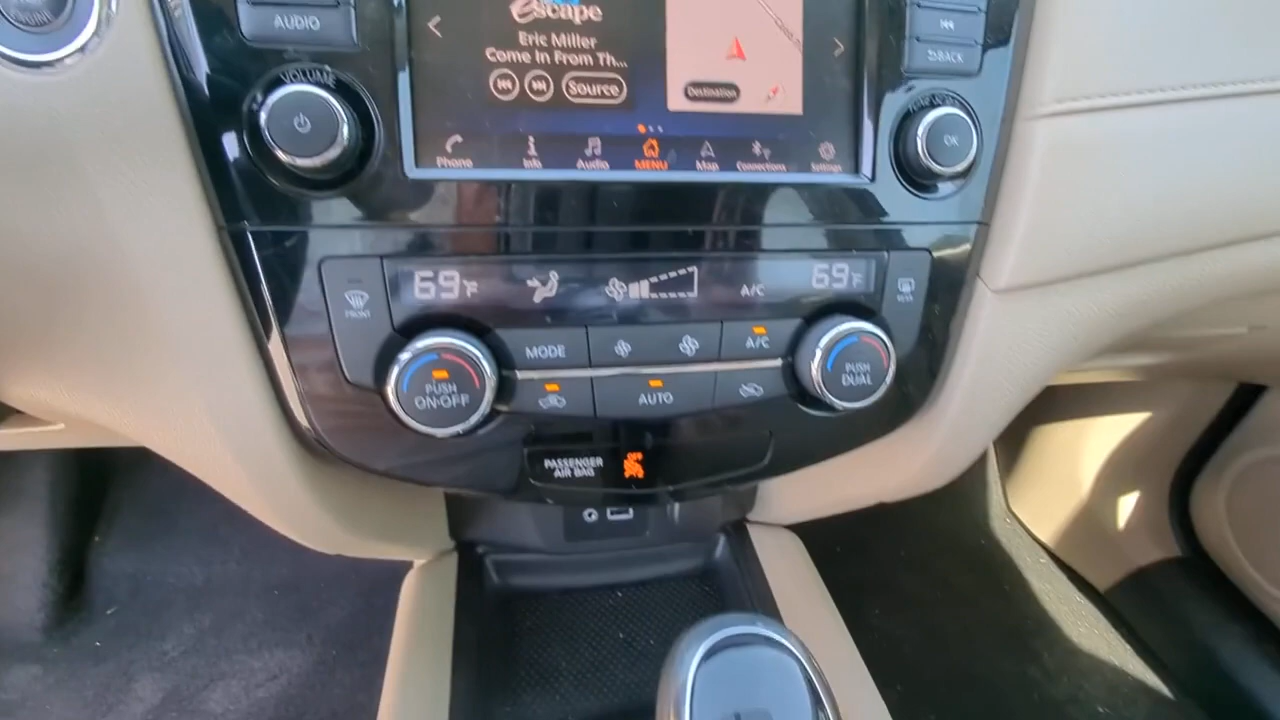 ENGINE
AUDIO
VOLUME
escape
Eric Miller
Come In From Th...
Source
Destination
BACK
OK
Phone
Info
Audio
MENU
Map
Connections
Settings
FRONT
69°F
A/C
69°F
MODE
A/C
PUSH
ON·OFF
AUTO
PUSH
DUAL
PASSENGER
AIR BAG
OFF